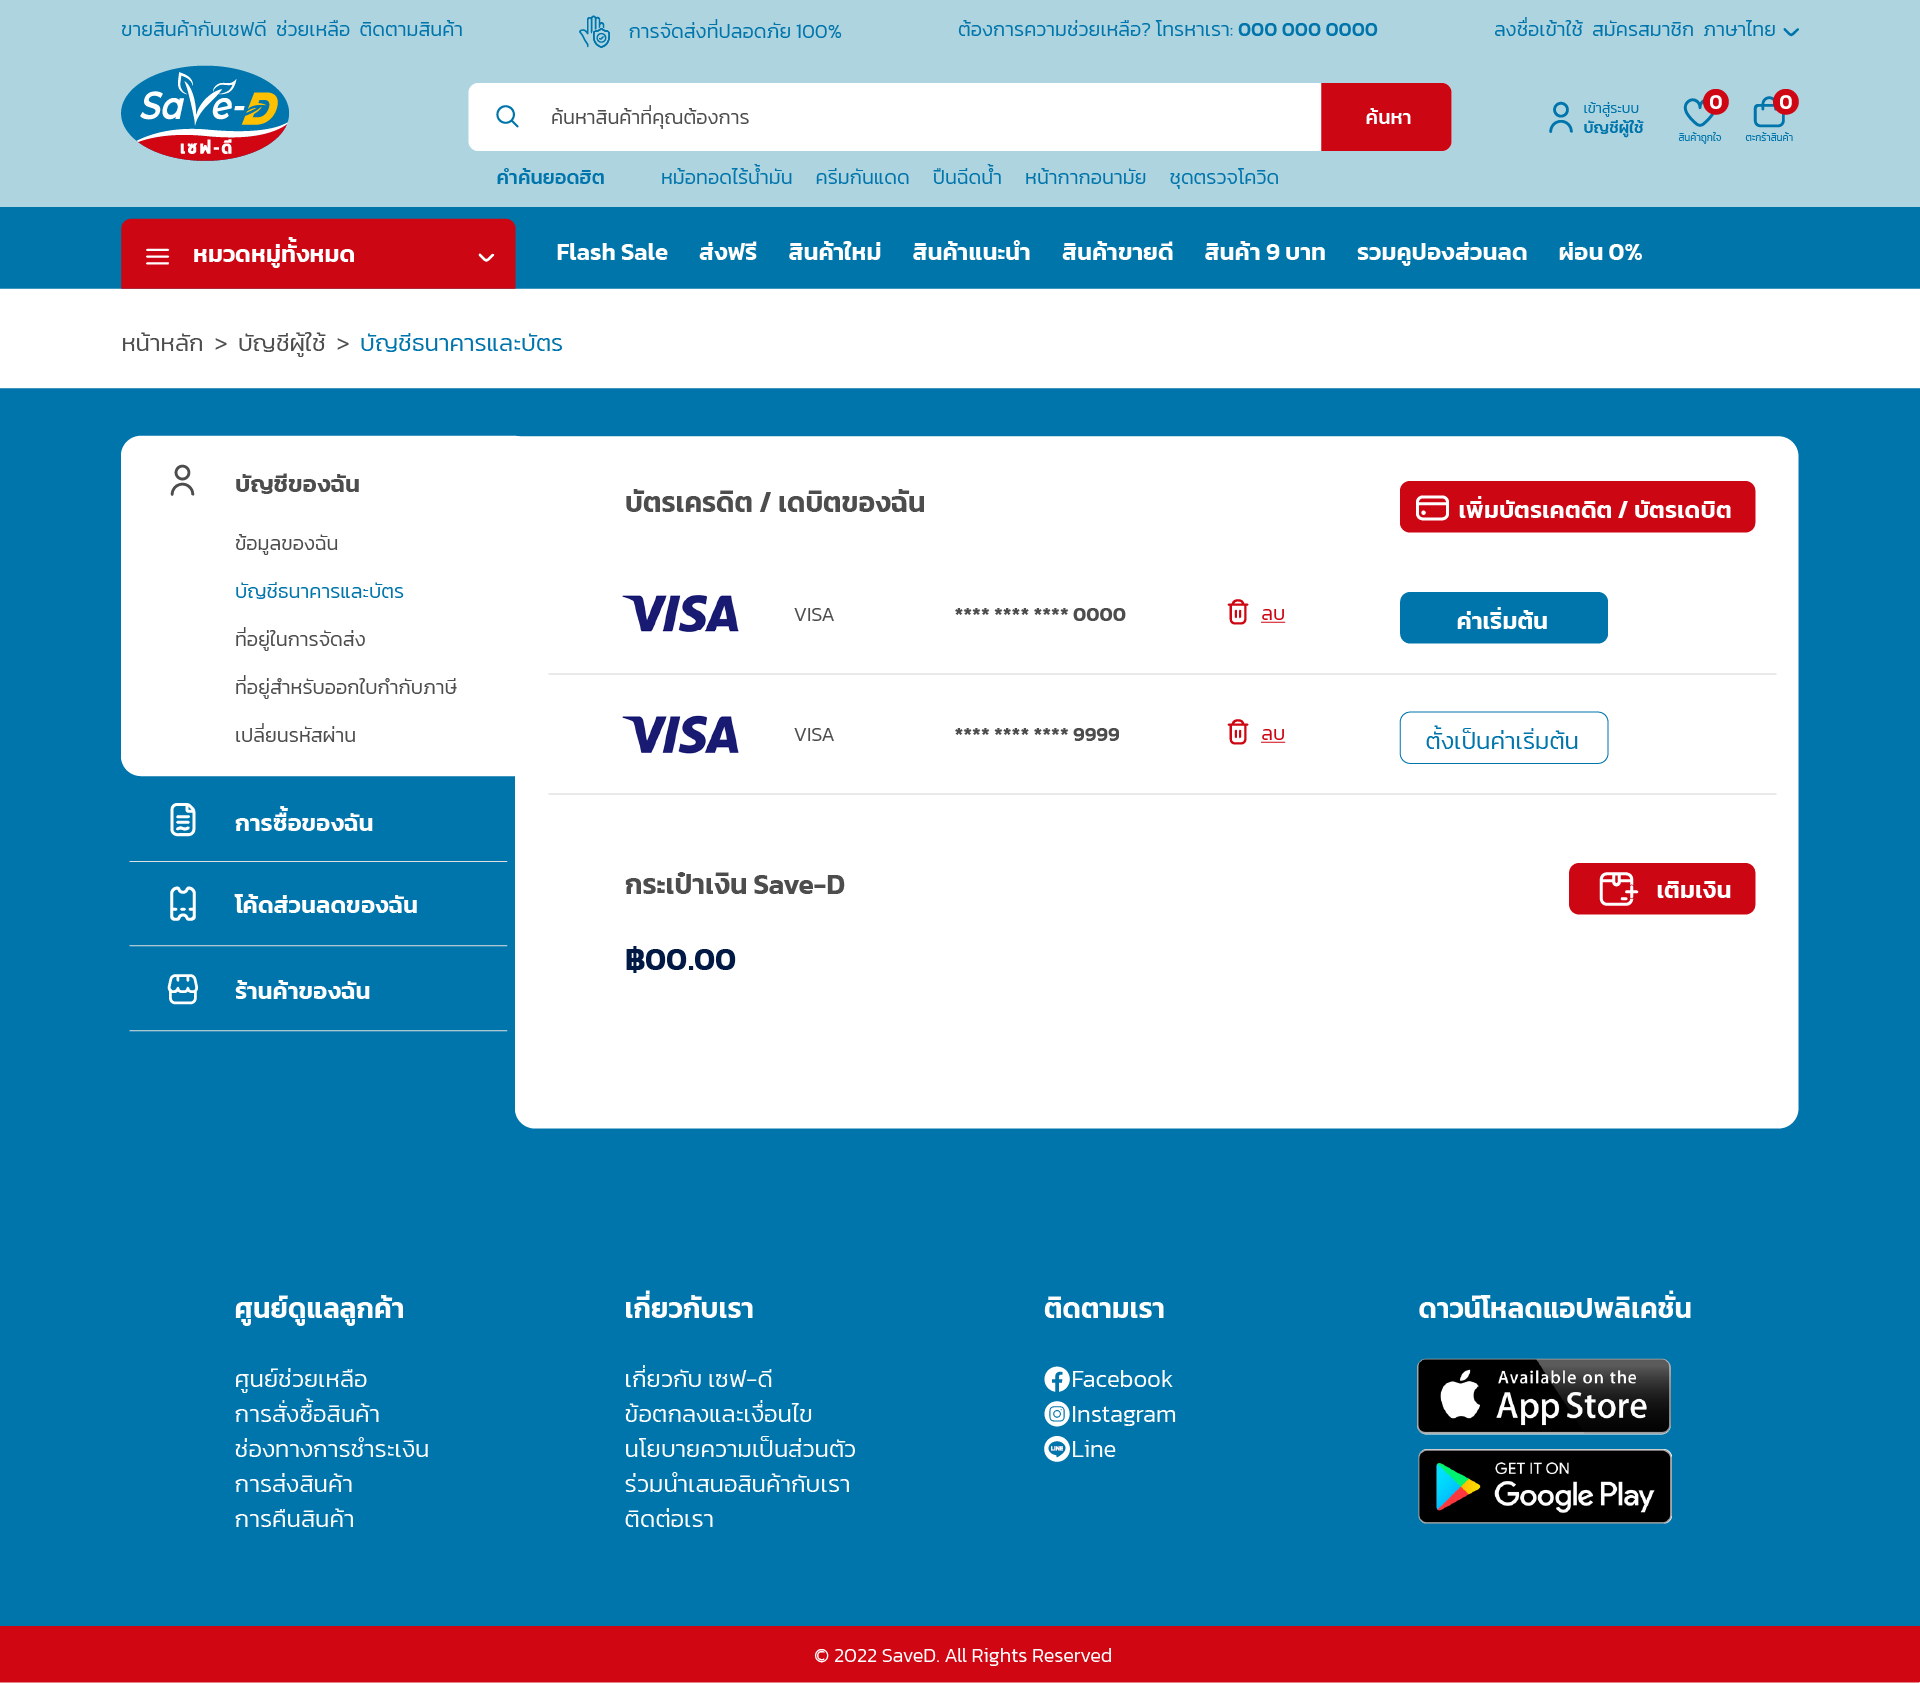 ขายสินค้ากับเซฟดี ช่วยเหลือ ติดตามสินค้า
การจัดส่งที่ปลอดภัย 100%
ต้องการความช่วยเหลือ? โทรหาเรา: 000 000 0000
ลงชื่อเข้าใช้ สมัครสมาชิก ภาษาไทย
SaVe-D
เซฟ-ดี
ค้นหาสินค้าที่คุณต้องการ
ค้นหา
เข้าสู่ระบบ
บัญชีผู้ใช้
0
สินค้าถูกใจ
0
ตะกร้าสินค้า
คำค้นยอดฮิต หม้อทอดไร้น้ำมัน ครีมกันแดด ปืนฉีดน้ำ หน้ากากอนามัย ชุดตรวจโควิด
หมวดหมู่ทั้งหมด
Flash Sale ส่งฟรี สินค้าใหม่ สินค้าแนะนำ สินค้าขายดี สินค้า 9 บาท รวมคูปองส่วนลด ผ่อน 0%
หน้าหลัก > บัญชีผู้ใช้ > บัญชีธนาคารและบัตร
บัญชีของฉัน
ข้อมูลของฉัน
บัญชีธนาคารและบัตร
ที่อยู่ในการจัดส่ง
ที่อยู่สำหรับออกใบกำกับภาษี
เปลี่ยนรหัสผ่าน
การซื้อของฉัน
โค้ดส่วนลดของฉัน
ร้านค้าของฉัน
บัตรเครดิต / เดบิตของฉัน
เพิ่มบัตรเคตดิต / บัตรเดบิต
VISA VISA **** **** **** 0000 ลบ ค่าเริ่มต้น
VISA VISA **** **** **** 9999 ลบ ตั้งเป็นค่าเริ่มต้น
กระเป๋าเงิน Save-D
เติมเงิน
฿00.00
ศูนย์ดูแลลูกค้า
ศูนย์ช่วยเหลือ
การสั่งซื้อสินค้า
ช่องทางการชำระเงิน
การส่งสินค้า
การคืนสินค้า
เกี่ยวกับเรา
เกี่ยวกับ เซฟ-ดี
ข้อตกลงและเงื่อนไข
นโยบายความเป็นส่วนตัว
ร่วมนำเสนอสินค้ากับเรา
ติดต่อเรา
ติดตามเรา
Facebook
Instagram
LINE Line
ดาวน์โหลดแอปพลิเคชั่น
Available on the
App Store
GET IT ON
Google Play
© 2022 SaveD. All Rights Reserved